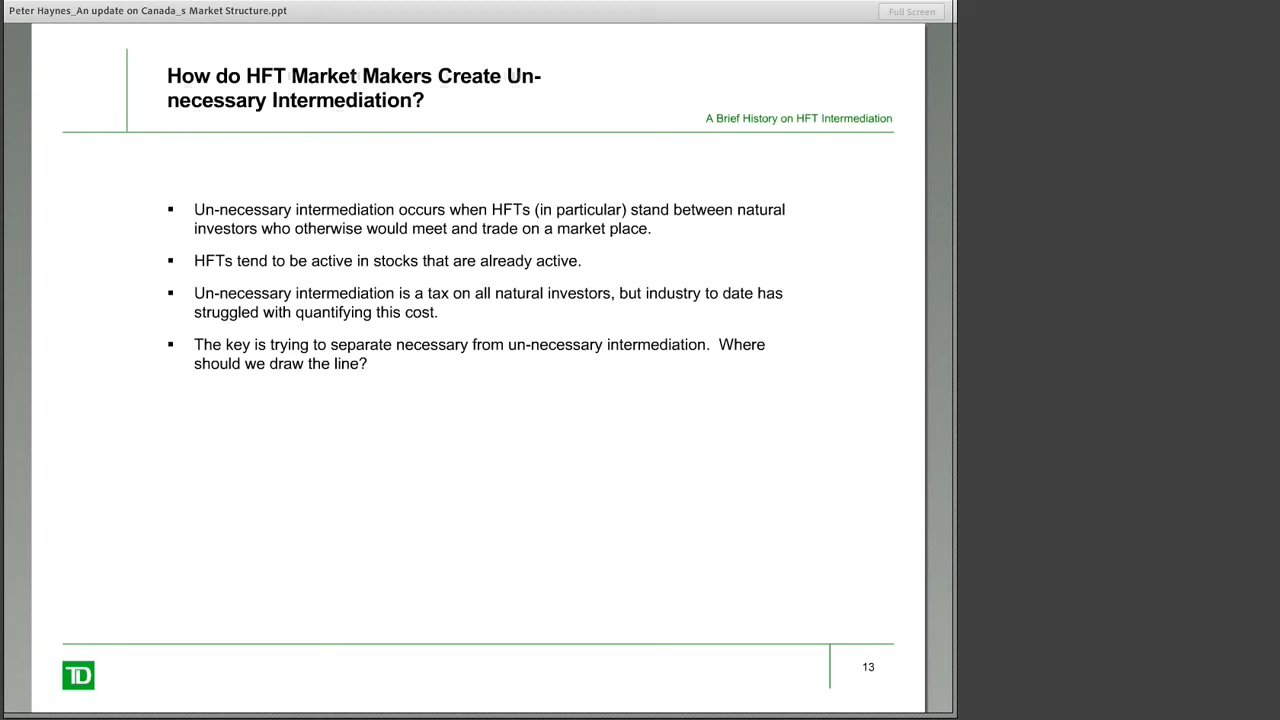 Peter Haynes_An update on Canada_s Market Structure.ppt
Full Screen
How do HFT Market Makers Create Un-
necessary Intermediation?
A Brief History on HFT Intermediation
▪ Un-necessary intermediation occurs when HFTs (in particular) stand between natural
investors who otherwise would meet and trade on a market place.
▪ HFTs tend to be active in stocks that are already active.
▪ Un-necessary intermediation is a tax on all natural investors, but industry to date has
struggled with quantifying this cost.
▪ The key is trying to separate necessary from un-necessary intermediation.  Where
should we draw the line?
TD
13